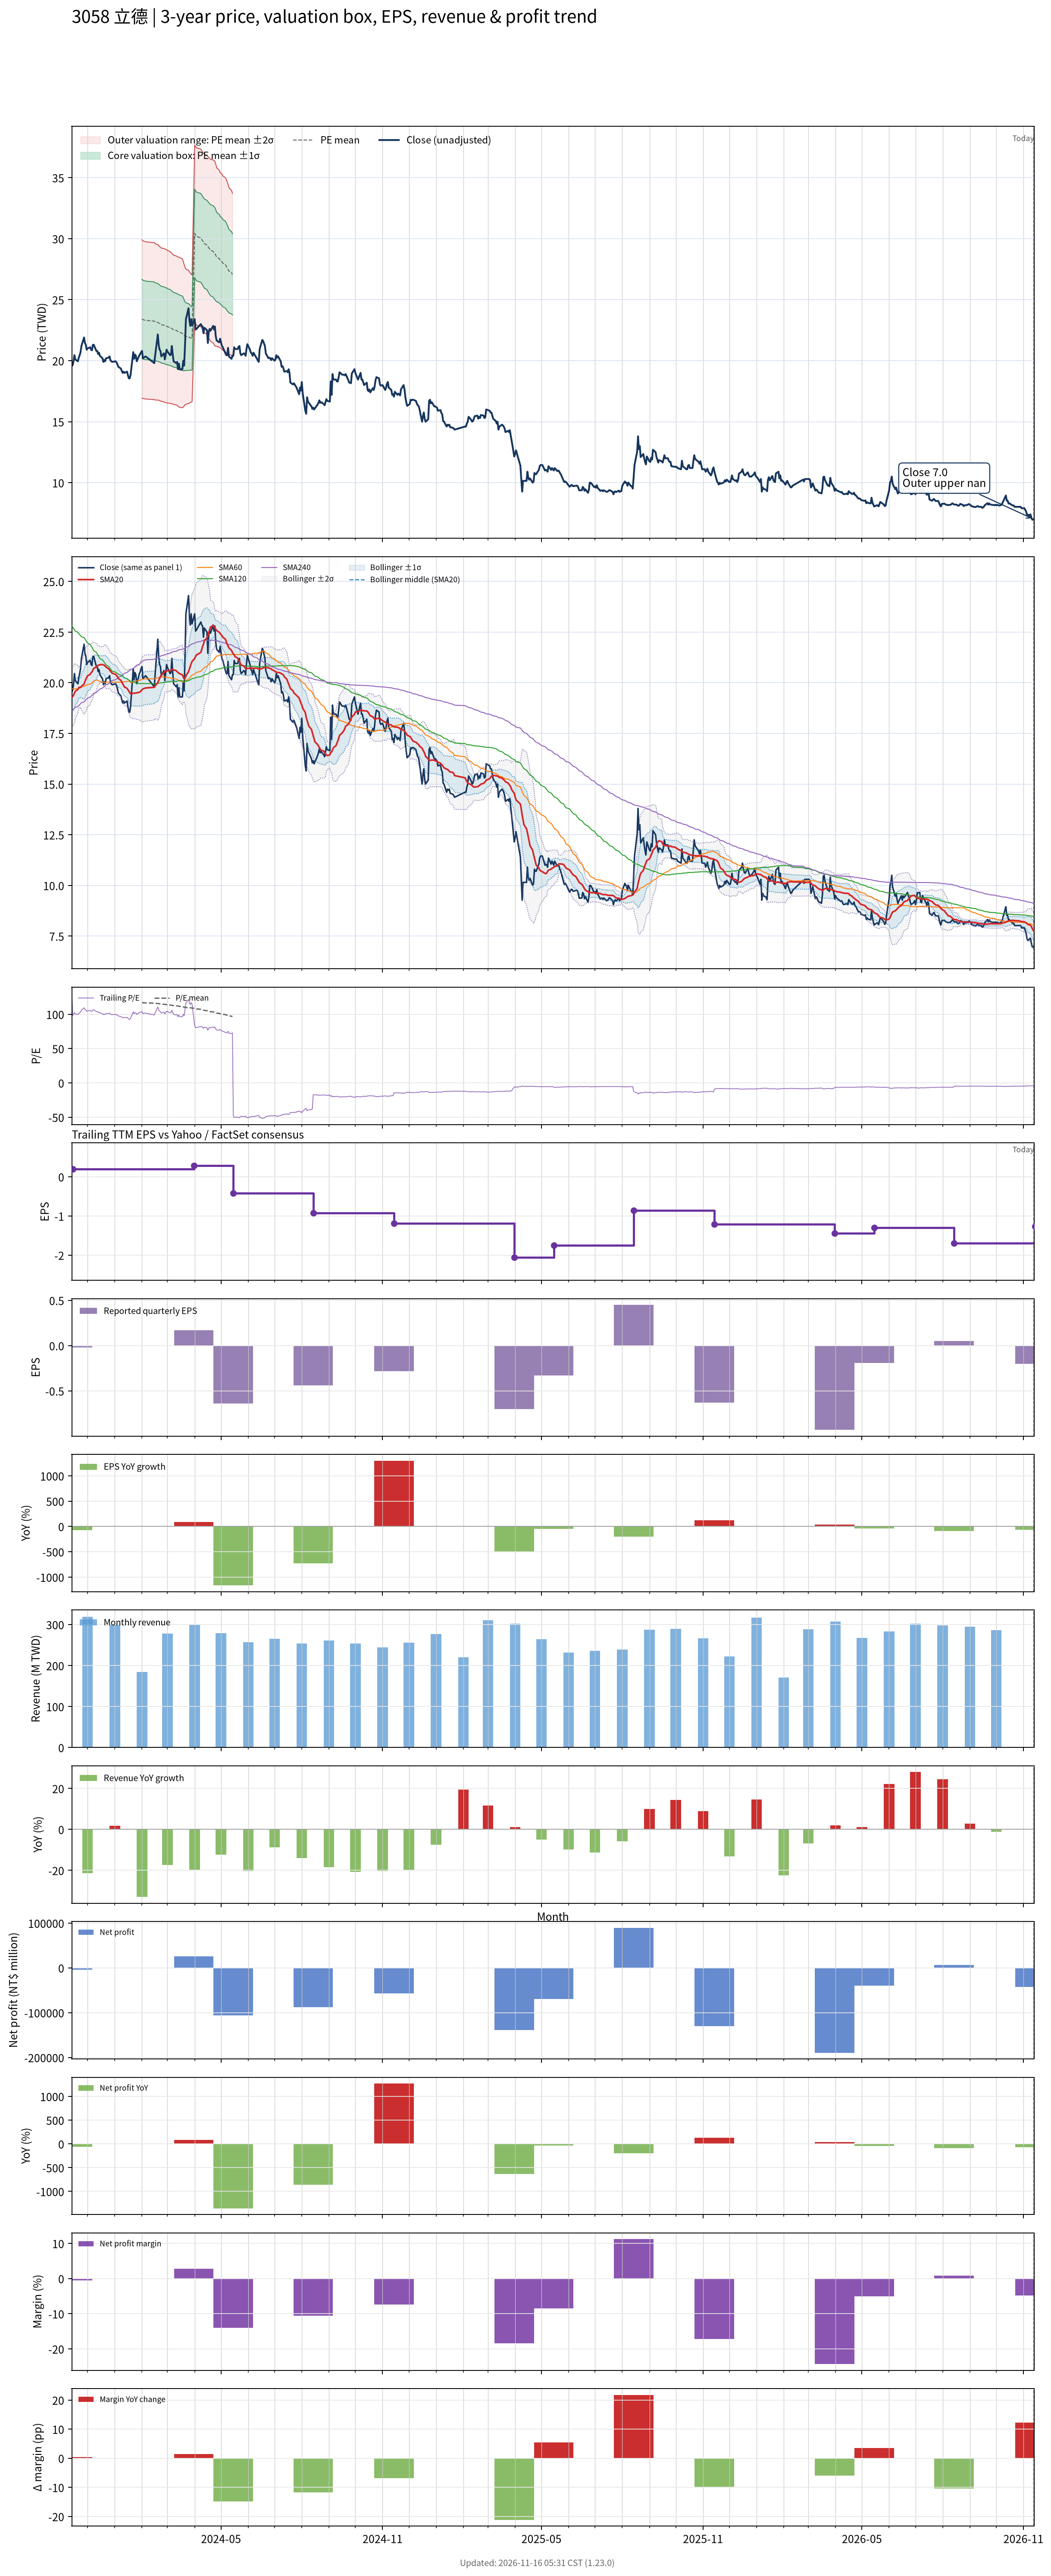 3058 立德 | 3-year price, valuation box, EPS, revenue & profit trend
Outer valuation range: PE mean ±2σ
Core valuation box: PE mean ±1σ
PE mean
Close (unadjusted)
Today
35
30
25
20
15
10
Price (TWD)
Close 7.0
Outer upper nan
Close (same as panel 1)
SMA20
SMA60
SMA120
SMA240
Bollinger ±2σ
Bollinger ±1σ
Bollinger middle (SMA20)
25.0
22.5
20.0
17.5
15.0
12.5
10.0
7.5
Price
Trailing P/E
P/E mean
100
50
0
-50
P/E
Trailing TTM EPS vs Yahoo / FactSet consensus
Today
0
-1
-2
EPS
Reported quarterly EPS
0.5
0.0
-0.5
EPS
EPS YoY growth
1000
500
0
-500
-1000
YoY (%)
Monthly revenue
300
200
100
0
Revenue (M TWD)
Revenue YoY growth
20
0
-20
YoY (%)
Month
Net profit
100000
0
-100000
-200000
Net profit (NT$ million)
Net profit YoY
1000
500
0
-500
-1000
YoY (%)
Net profit margin
10
0
-10
-20
Margin (%)
Margin YoY change
20
10
0
-10
-20
Δ margin (pp)
2024-05
2024-11
2025-05
2025-11
2026-05
2026-11
Updated: 2026-11-16 05:31 CST (1.23.0)